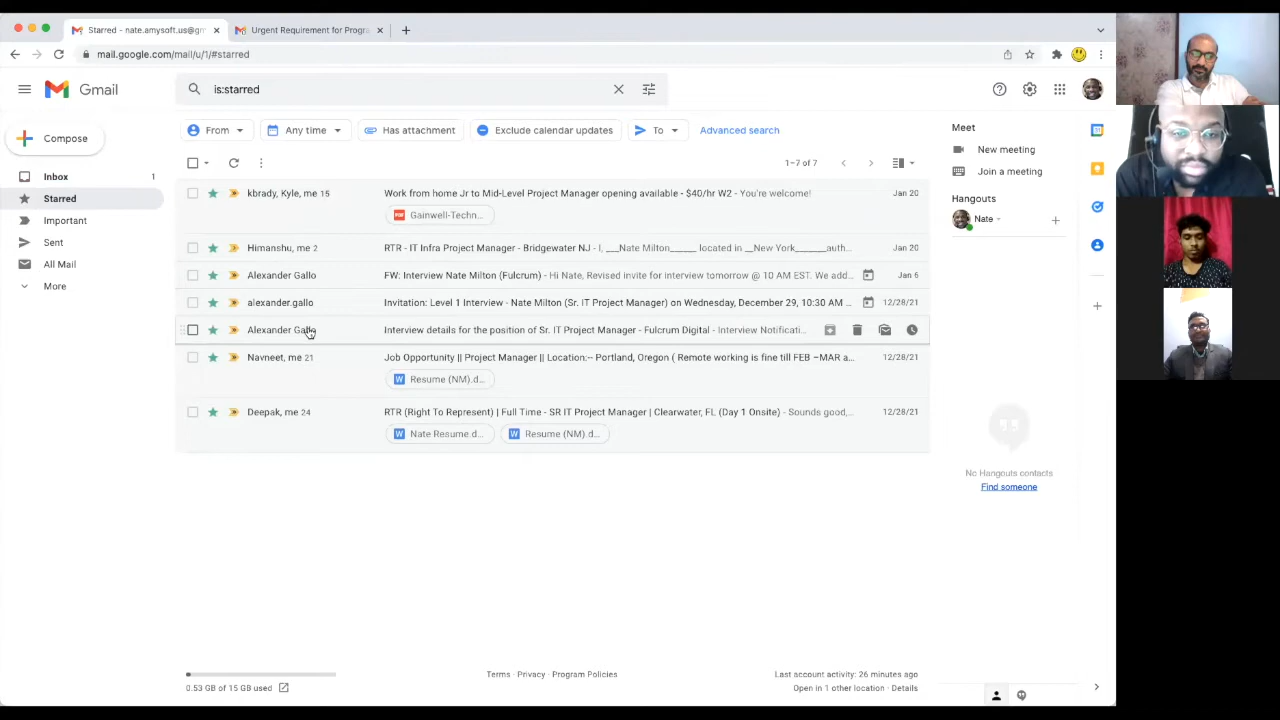 Starred - nate.amysoft.us@gm
Urgent Requirement for Progra
mail.google.com/mail/u/1/#starred
Gmail
is:starred
From
Any time
Has attachment
Exclude calendar updates
To
Advanced search
Compose
1–7 of 7
Inbox 1
Starred
Important
Sent
All Mail
More
kbrady, Kyle, me 15 Work from home Jr to Mid-Level Project Manager opening available - $40/hr W2 - You're welcome! Jan 20
Gainwell-Techn...
Himanshu, me 2 RTR - IT Infra Project Manager - Bridgewater NJ - I, ___Nate Milton______ located in __New York_______auth... Jan 20
Alexander Gallo FW: Interview Nate Milton (Fulcrum) - Hi Nate, Revised invite for interview tomorrow @ 10 AM EST. We add... Jan 6
alexander.gallo Invitation: Level 1 Interview - Nate Milton (Sr. IT Project Manager) on Wednesday, December 29, 10:30 AM ... 12/28/21
Alexander Gallo Interview details for the position of Sr. IT Project Manager - Fulcrum Digital - Interview Notificati...
Navneet, me 21 Job Opportunity || Project Manager || Location:-- Portland, Oregon ( Remote working is fine till FEB –MAR a... 12/28/21
Resume (NM).d...
Deepak, me 24 RTR (Right To Represent) | Full Time - SR IT Project Manager | Clearwater, FL (Day 1 Onsite) - Sounds good,... 12/28/21
Nate Resume.d... Resume (NM).d...
Meet
New meeting
Join a meeting
Hangouts
Nate
No Hangouts contacts
Find someone
0.53 GB of 15 GB used
Terms · Privacy · Program Policies
Last account activity: 26 minutes ago
Open in 1 other location · Details